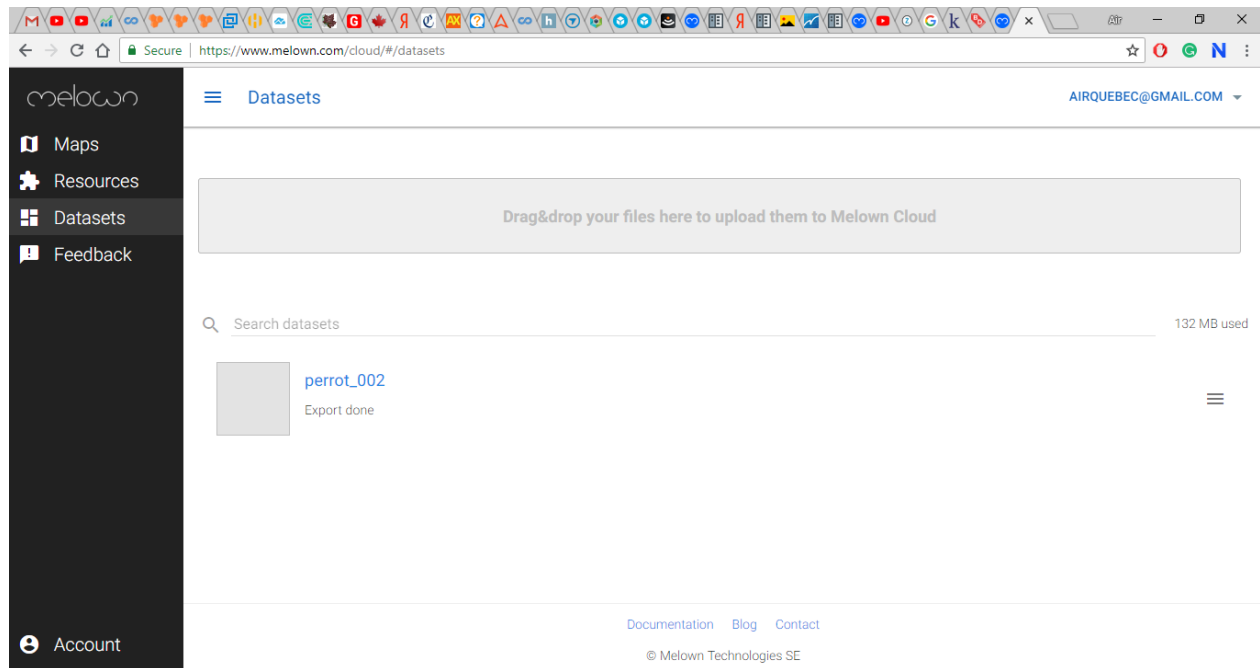 Air
Secure | https://www.melown.com/cloud/#/datasets
melown
Datasets
AIRQUEBEC@GMAIL.COM
Maps
Resources
Datasets
Feedback
Drag&drop your files here to upload them to Melown Cloud
Search datasets
132 MB used
perrot_002
Export done
Documentation Blog Contact
Account
© Melown Technologies SE